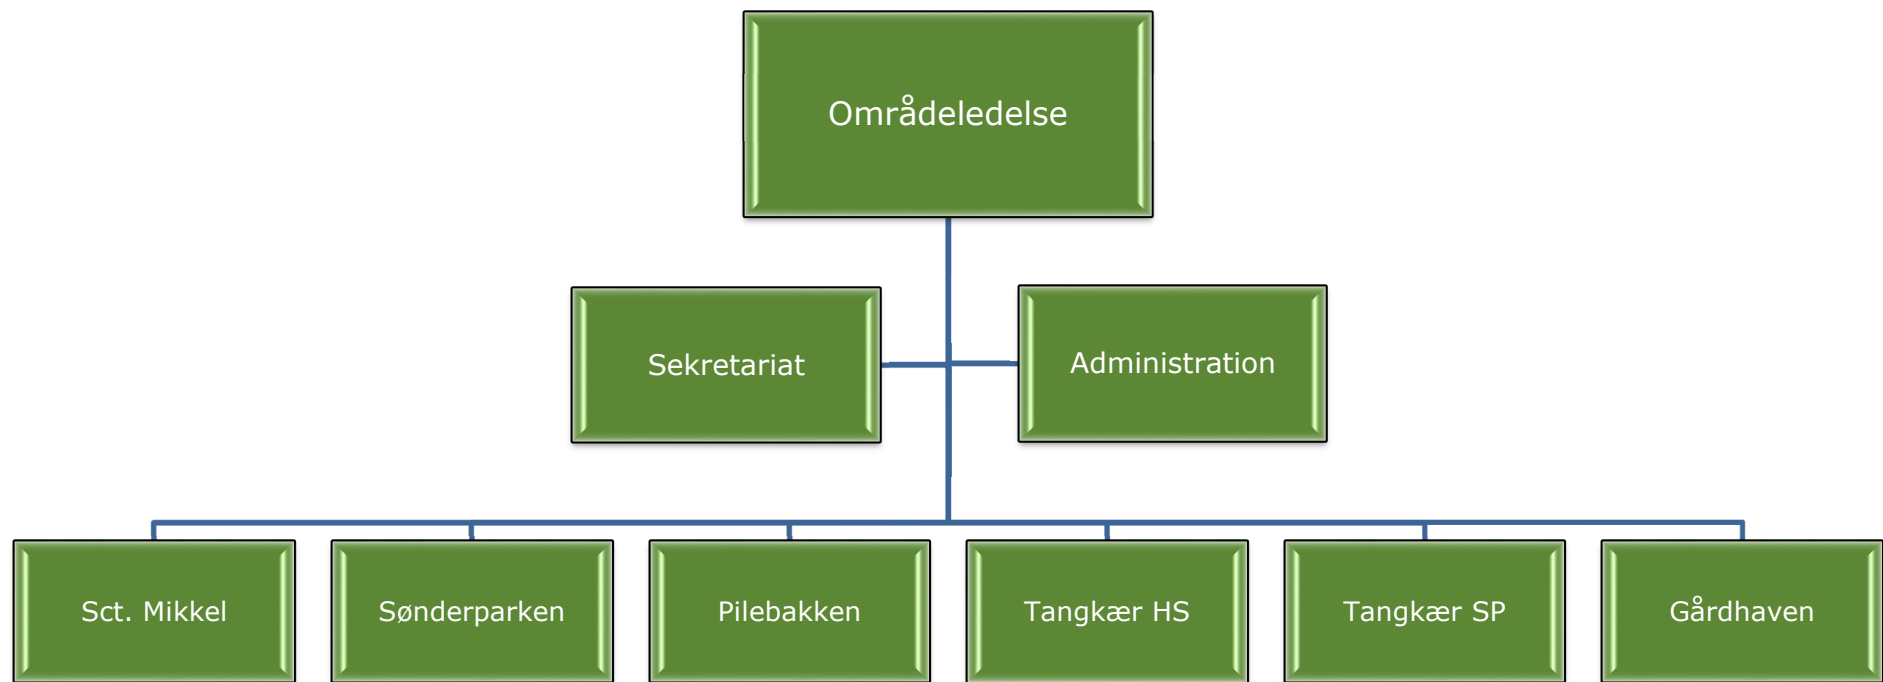 Områdeledelse
Sekretariat
Administration
Sct. Mikkel
Sønderparken
Pilebakken
Tangkær HS
Tangkær SP
Gårdhaven